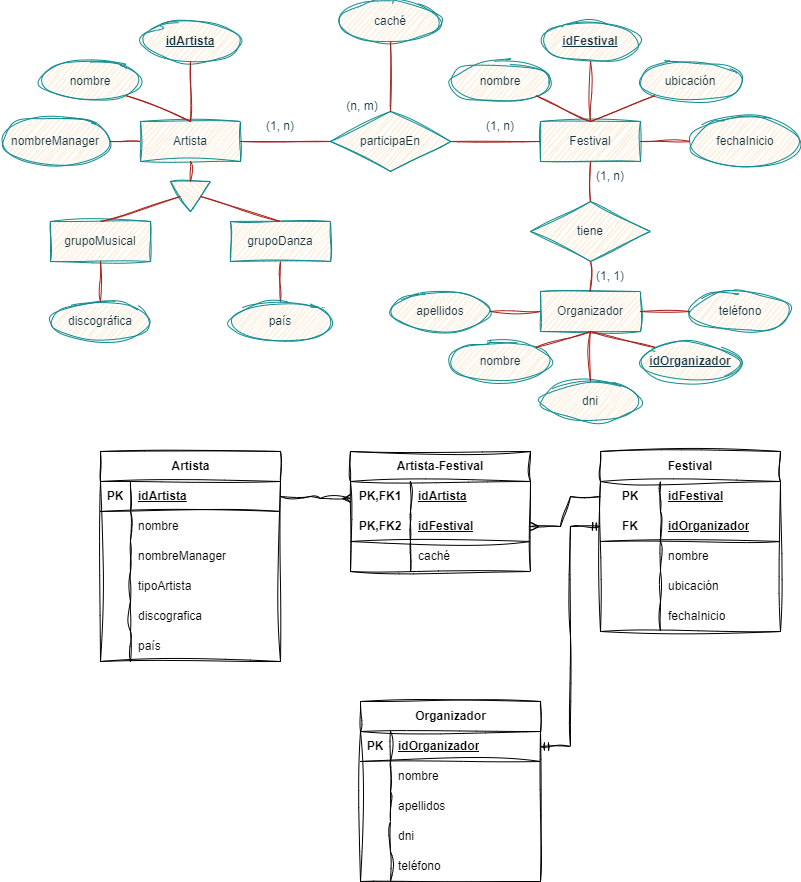 caché
idArtista
idFestival
nombre
nombre
ubicación
(n, m)
(1, n)
(1, n)
nombreManager
Artista
participaEn
Festival
fechaInicio
(1, n)
grupoMusical
grupoDanza
tiene
(1, 1)
discográfica
país
apellidos
Organizador
teléfono
nombre
idOrganizador
dni
Artista
PK idArtista
nombre
nombreManager
tipoArtista
discografica
país
Artista-Festival
PK,FK1 idArtista
PK,FK2 idFestival
caché
Festival
PK idFestival
FK idOrganizador
nombre
ubicación
fechaInicio
Organizador
PK idOrganizador
nombre
apellidos
dni
teléfono